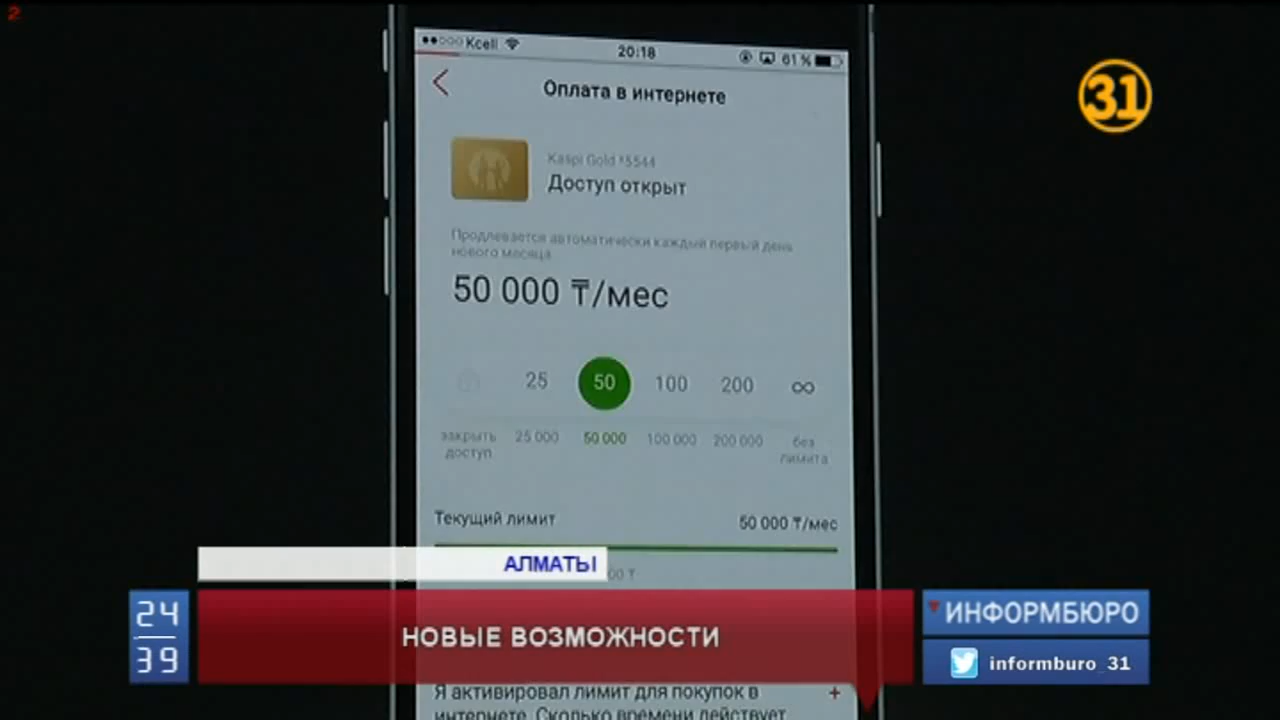 2
●●○○○ Kcell
20:18
61 %
Оплата в интернете
31
Kaspi Gold *5544
Доступ открыт
Продлевается автоматически каждый первый день
нового месяца
50 000 ₸/мес
25 50 100 200 ∞
закрыть доступ
25 000 50 000 100 000 200 000
без лимита
Текущий лимит 50 000 ₸/мес
АЛМАТЫ
24
39
НОВЫЕ ВОЗМОЖНОСТИ
ИНФОРМБЮРО
informburo_31
Я активировал лимит для покупок в +
интернете. Сколько времени действует